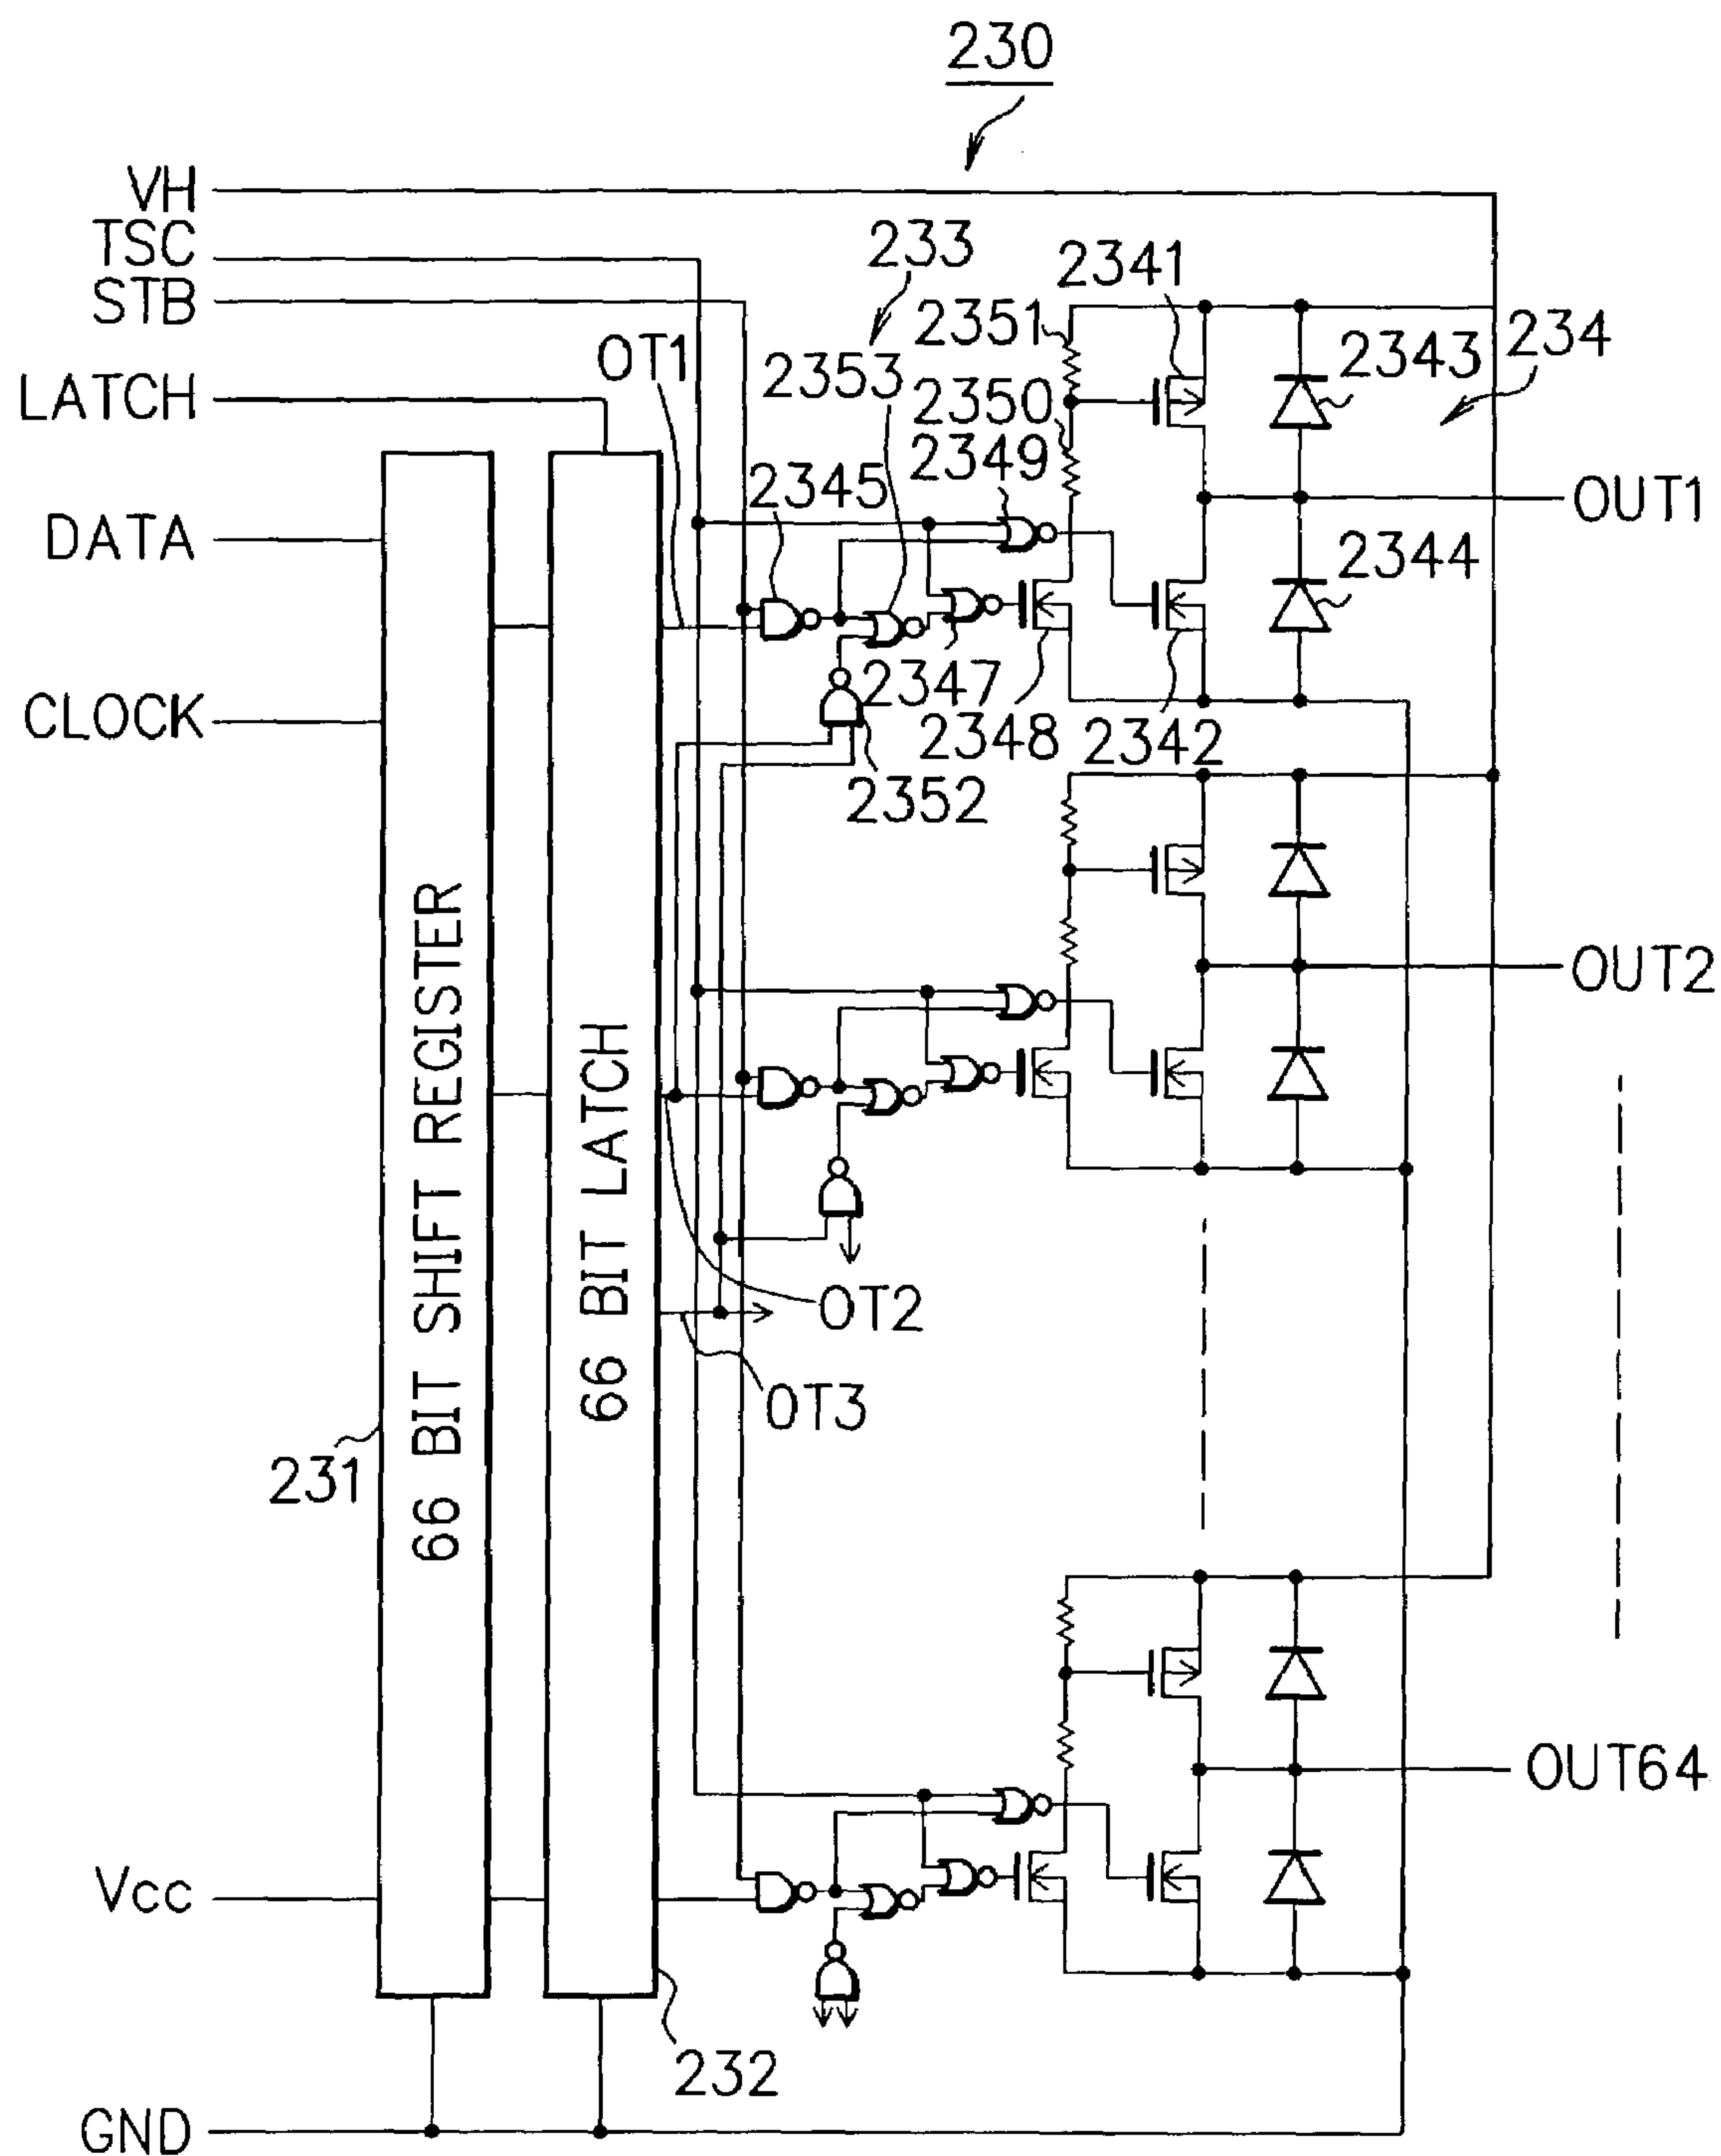 230
VH
TSC
STB
LATCH
DATA
CLOCK
Vcc
GND
233
2341
2351
OT1
2353
2350
2349
2345
234
2343
OUT1
2344
2347
2348
2342
2352
OUT2
OT2
OT3
66 BIT SHIFT REGISTER
66 BIT LATCH
231
OUT64
232